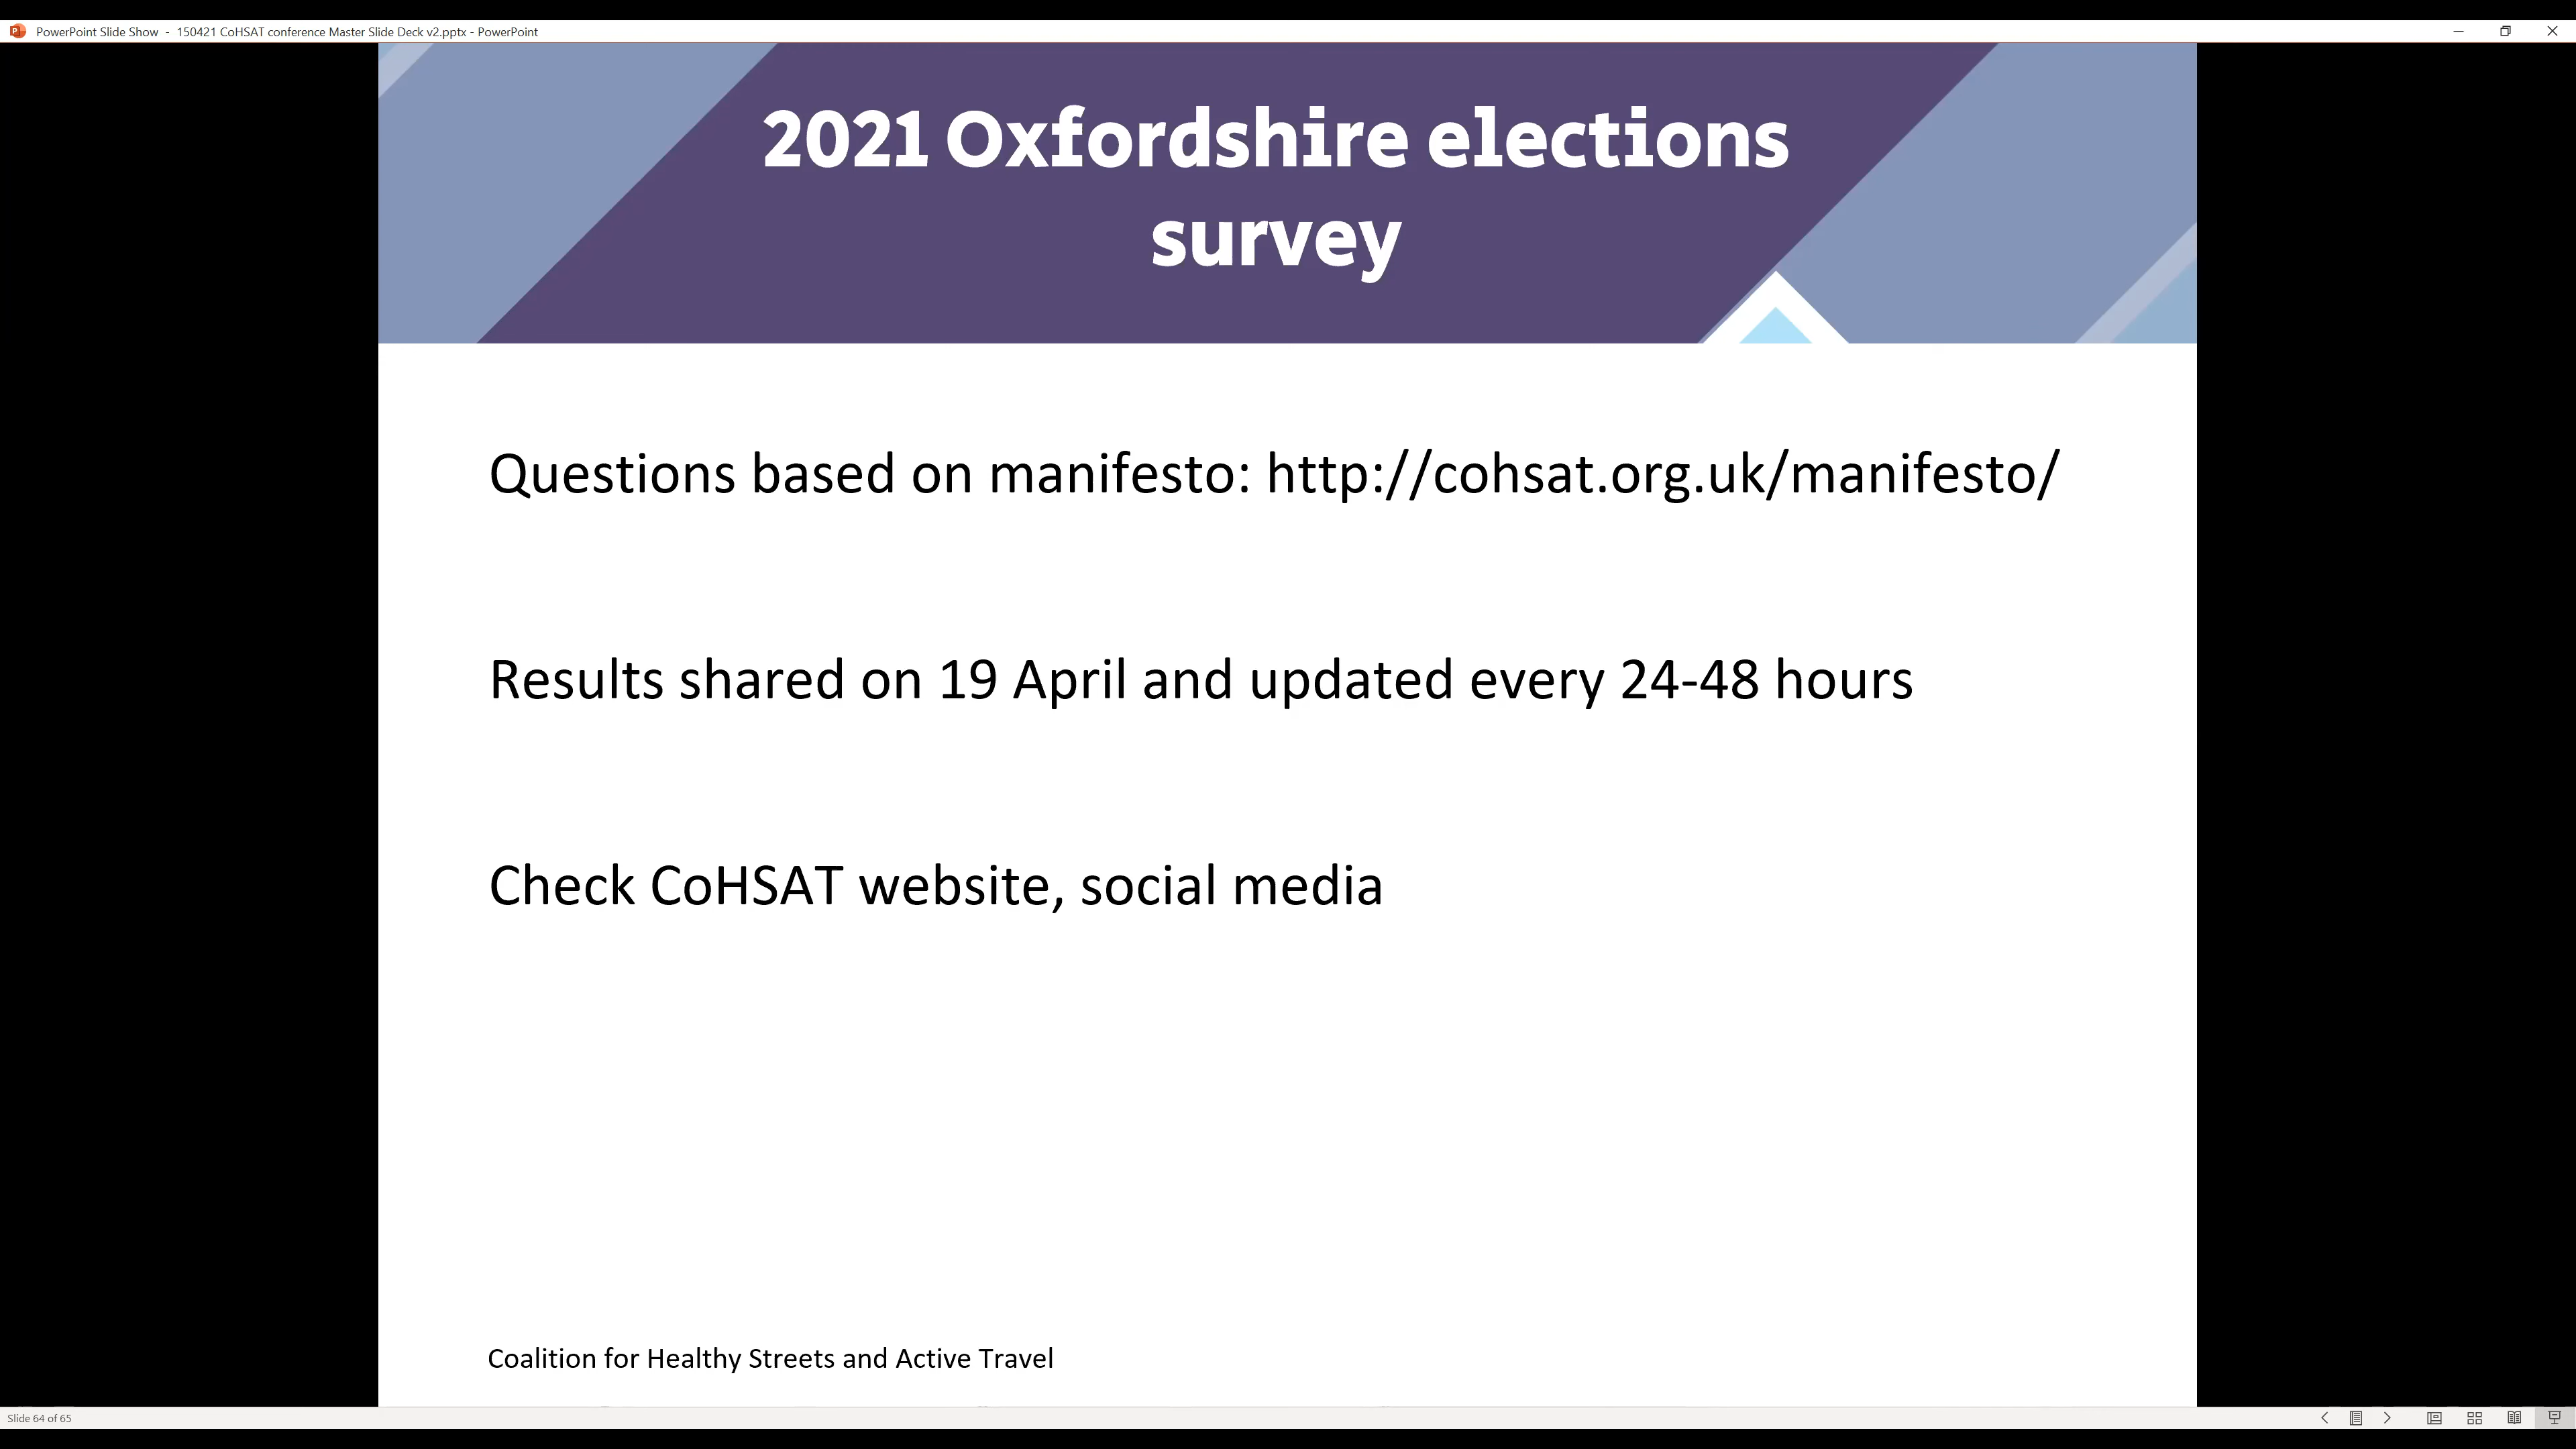 PowerPoint Slide Show - 150421 CoHSAT conference Master Slide Deck v2.pptx - PowerPoint
2021 Oxfordshire elections
survey
Questions based on manifesto: http://cohsat.org.uk/manifesto/
Results shared on 19 April and updated every 24-48 hours
Check CoHSAT website, social media
Coalition for Healthy Streets and Active Travel
Slide 64 of 65